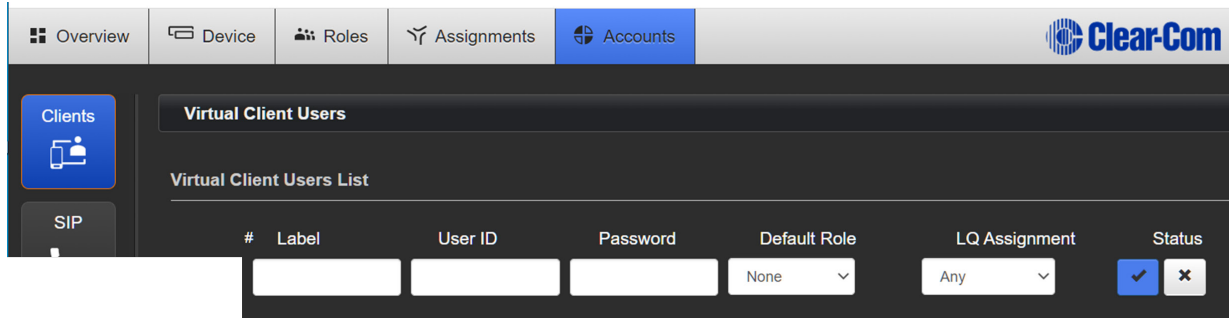 Overview Device Roles Assignments Accounts Clear-Com
Clients
Virtual Client Users
Virtual Client Users List
SIP
# Label User ID Password Default Role LQ Assignment Status
None Any